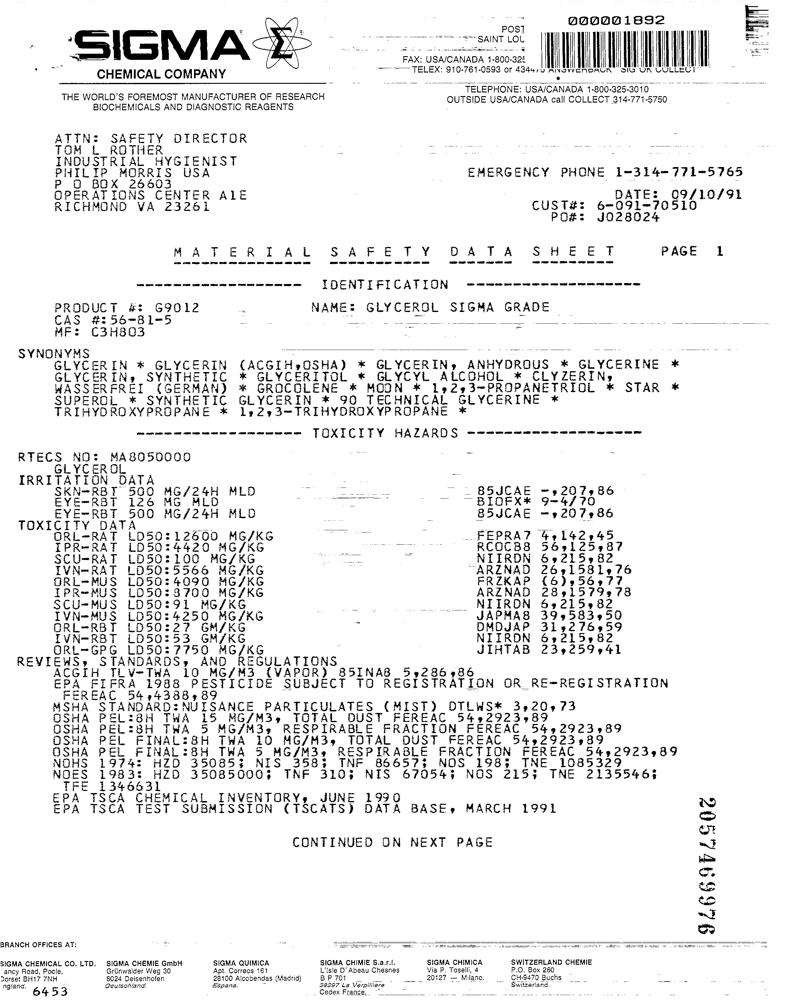 000001892
SIGMA
CHEMICAL COMPANY
THE WORLD'S FOREMOST MANUFACTURER OF RESEARCH
BIOCHEMICALS AND DIAGNOSTIC REAGENTS
POST
SAINT LOU
FAX: USA/CANADA 1-800-325
TELEX: 910-761-0593 or ANSWERBACK SIG UR COLLECT
TELEPHONE: USA/CANADA 1-800-325-3010
OUTSIDE USA/CANADA call COLLECT 314-771-5750
ATTN: SAFETY DIRECTOR
TOM L ROTHER
INDUSTRIAL HYGIENIST
PHILIP MORRIS USA
P O BOX 26603
OPERATIONS CENTER A1E
RICHMOND VA 23261
EMERGENCY PHONE 1-314-771-5765
DATE: 09/10/91
CUST#: 6-091-70510
PO#: J028024
MATERIAL SAFETY DATA SHEET PAGE 1
------------------ IDENTIFICATION -------------------
PRODUCT #: G9012 NAME: GLYCEROL SIGMA GRADE
CAS #:56-81-5
MF: C3H8O3
SYNONYMS
GLYCERIN * GLYCERIN (ACGIH,OSHA) * GLYCERIN, ANHYDROUS * GLYCERINE *
GLYCERIN, SYNTHETIC * GLYCERITOL * GLYCYL ALCOHOL * CLYZERIN,
WASSERFREI (GERMAN) * GROCOLENE * MOON * 1,2,3-PROPANETRIOL * STAR *
SUPEROL * SYNTHETIC GLYCERIN * 90 TECHNICAL GLYCERINE *
TRIHYDROXYPROPANE * 1,2,3-TRIHYDROXYPROPANE *
------------------ TOXICITY HAZARDS -------------------
RTECS NO: MA8050000
GLYCEROL
IRRITATION DATA
SKN-RBT 500 MG/24H MLD 85JCAE -,207,86
EYE-RBT 126 MG MLD BIOFX* 9-4/70
EYE-RBT 500 MG/24H MLD 85JCAE -,207,86
TOXICITY DATA
ORL-RAT LD50:12600 MG/KG FEPRA7 4,142,45
IPR-RAT LD50:4420 MG/KG RCOCB8 56,125,87
SCU-RAT LD50:100 MG/KG NIIRDN 6,215,82
IVN-RAT LD50:5566 MG/KG ARZNAD 26,1581,76
ORL-MUS LD50:4090 MG/KG FRZKAP (6),56,77
IPR-MUS LD50:8700 MG/KG ARZNAD 28,1579,78
SCU-MUS LD50:91 MG/KG NIIRDN 6,215,82
IVN-MUS LD50:4250 MG/KG JAPMA8 39,583,50
ORL-RBT LD50:27 GM/KG DMDJAP 31,276,59
IVN-RBT LD50:53 GM/KG NIIRDN 6,215,82
ORL-GPG LD50:7750 MG/KG JIHTAB 23,259,41
REVIEWS, STANDARDS, AND REGULATIONS
ACGIH TLV-TWA 10 MG/M3 (VAPOR) 85INA8 5,286,86
EPA FIFRA 1988 PESTICIDE SUBJECT TO REGISTRATION OR RE-REGISTRATION
FEREAC 54,4388,89
MSHA STANDARD:NUISANCE PARTICULATES (MIST) DTLWS* 3,20,73
OSHA PEL:8H TWA 15 MG/M3, TOTAL DUST FEREAC 54,2923,89
OSHA PEL:8H TWA 5 MG/M3, RESPIRABLE FRACTION FEREAC 54,2923,89
OSHA PEL FINAL:8H TWA 10 MG/M3, TOTAL DUST FEREAC 54,2923,89
OSHA PEL FINAL:8H TWA 5 MG/M3, RESPIRABLE FRACTION FEREAC 54,2923,89
NOHS 1974: HZD 35085; NIS 358; TNF 86657; NOS 198; TNE 1085329
NOES 1983: HZD 35085000; TNF 310; NIS 67054; NOS 215; TNE 2135546;
TFE 1346631
EPA TSCA CHEMICAL INVENTORY, JUNE 1990
EPA TSCA TEST SUBMISSION (TSCATS) DATA BASE, MARCH 1991
CONTINUED ON NEXT PAGE
2057469976
BRANCH OFFICES AT:
SIGMA CHEMICAL CO. LTD. SIGMA CHEMIE GmbH SIGMA QUIMICA SIGMA CHIMIE S.a.r.l. SIGMA CHIMICA SWITZERLAND CHEMIE
ancy Road, Poole, Grünwalder Weg 30 Apt. Correos 161 L'Isle D'Abeau Chesnes Via P. Toselli, 4 P.O. Box 260
Dorset BH17 7NH 8024 Deisenhofen 28100 Alcobendas (Madrid) B P 701 20127 — Milano. CH-9470 Buchs
ngland. Deutschland. Espana. 38297 La Verpilliere Switzerland.
Cedex France.
6453